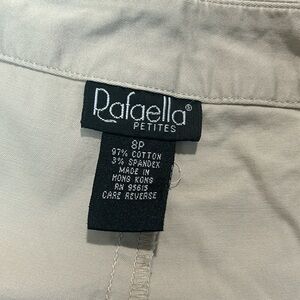 Rafaella®
PETITES
8P
97% COTTON
3% SPANDEX
MADE IN
HONG KONG
RN 95615
CARE REVERSE